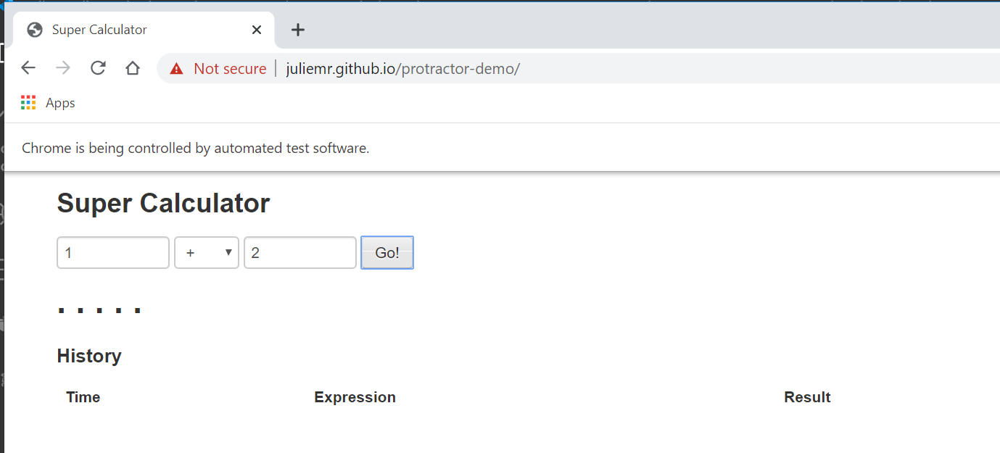 Super Calculator
Not secure | juliemr.github.io/protractor-demo/
Apps
Chrome is being controlled by automated test software.
Super Calculator
1 + 2 Go!
. . . . .
History
Time Expression Result